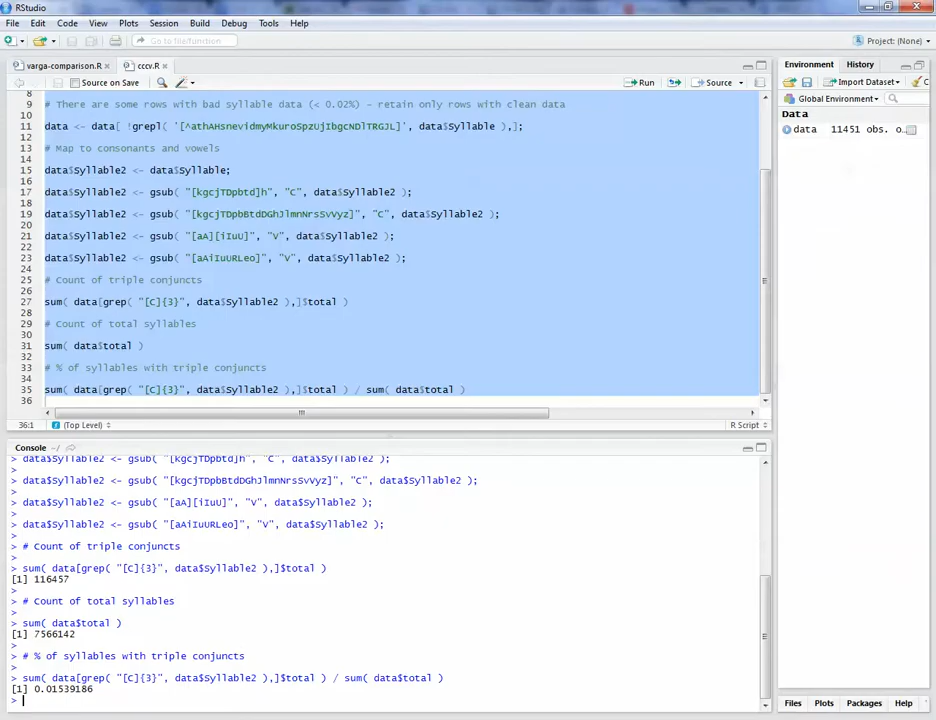 RStudio
File Edit Code View Plots Session Build Debug Tools Help
Go to file/function
Project: (None)
varga-comparison.R
cccv.R
Source on Save
Run
Source
8
9 # There are some rows with bad syllable data (< 0.02%) - retain only rows with clean data
10
11 data <- data[ !grepl( '[^athAHsnevidmyMkuroSpzUjIbgcNDlTRGJL]', data$Syllable ),];
12
13 # Map to consonants and vowels
14
15 data$Syllable2 <- data$Syllable;
16
17 data$Syllable2 <- gsub( "[kgcjTDpbtd]h", "C", data$Syllable2 );
18
19 data$Syllable2 <- gsub( "[kgcjTDpbBtdDGhJlmnNrsSvVyz]", "C", data$Syllable2 );
20
21 data$Syllable2 <- gsub( "[aA][iIuU]", "V", data$Syllable2 );
22
23 data$Syllable2 <- gsub( "[aAiIuURLeo]", "V", data$Syllable2 );
24
25 # Count of triple conjuncts
26
27 sum( data[grep( "[C]{3}", data$Syllable2 ),]$total )
28
29 # Count of total syllables
30
31 sum( data$total )
32
33 # % of syllables with triple conjuncts
34
35 sum( data[grep( "[C]{3}", data$Syllable2 ),]$total ) / sum( data$total )
36
36:1 (Top Level) R Script
Console ~/
> data$Syllable2 <- gsub( "[kgcjTDpbtd]h", "C", data$Syllable2 );
>
> data$Syllable2 <- gsub( "[kgcjTDpbBtdDGhJlmnNrsSvVyz]", "C", data$Syllable2 );
>
> data$Syllable2 <- gsub( "[aA][iIuU]", "V", data$Syllable2 );
>
> data$Syllable2 <- gsub( "[aAiIuURLeo]", "V", data$Syllable2 );
>
> # Count of triple conjuncts
>
> sum( data[grep( "[C]{3}", data$Syllable2 ),]$total )
[1] 116457
>
> # Count of total syllables
>
> sum( data$total )
[1] 7566142
>
> # % of syllables with triple conjuncts
>
> sum( data[grep( "[C]{3}", data$Syllable2 ),]$total ) / sum( data$total )
[1] 0.01539186
>
Environment History
Import Dataset
Global Environment
Data
data 11451 obs. o…
Files Plots Packages Help